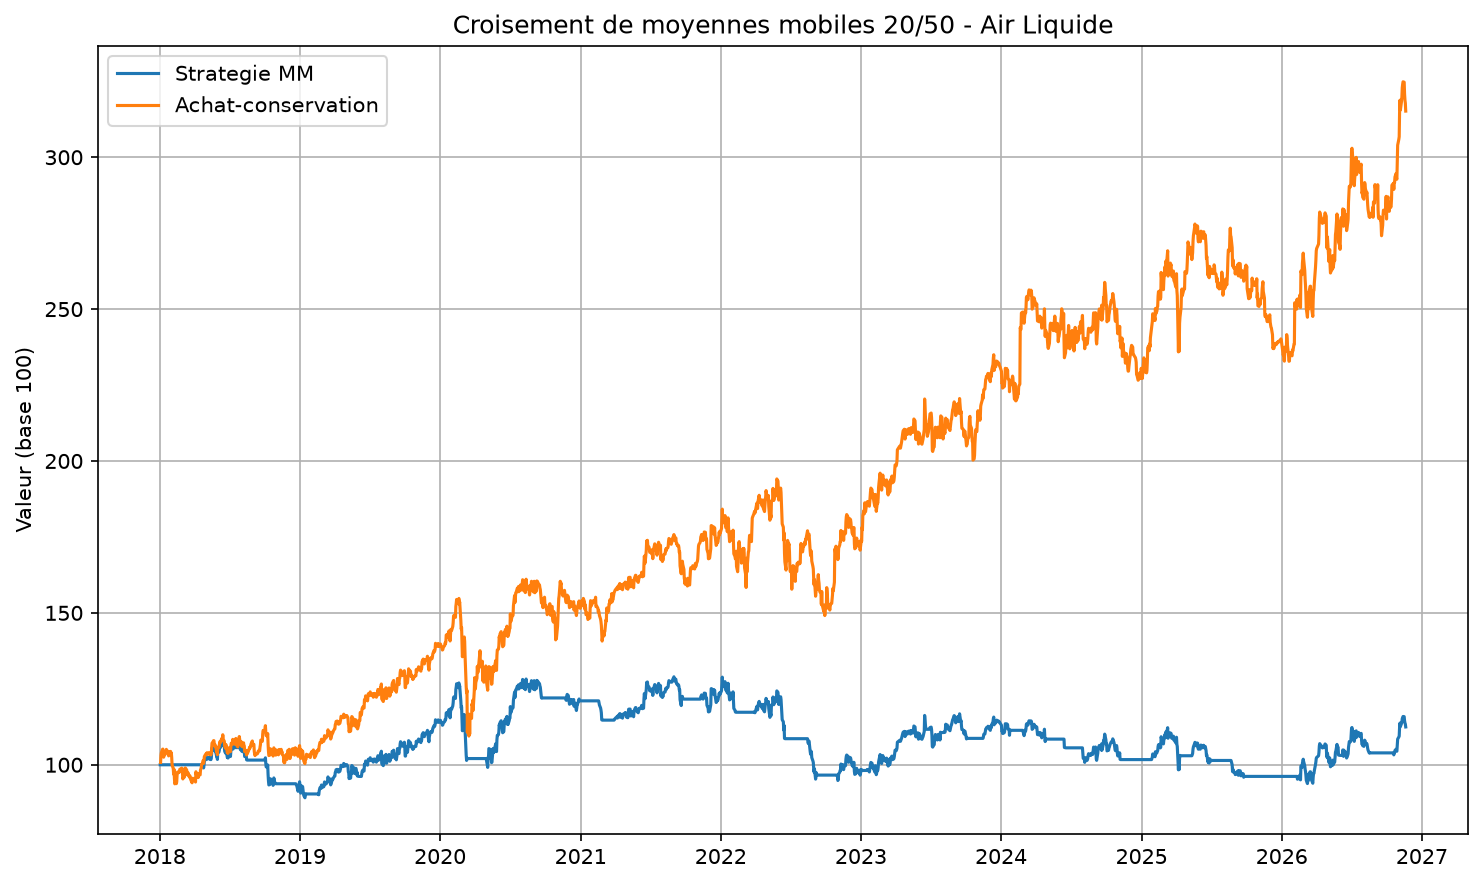 Croisement de moyennes mobiles 20/50 - Air Liquide
Strategie MM
Achat-conservation
Valeur (base 100)
300
250
200
150
100
2018 2019 2020 2021 2022 2023 2024 2025 2026 2027